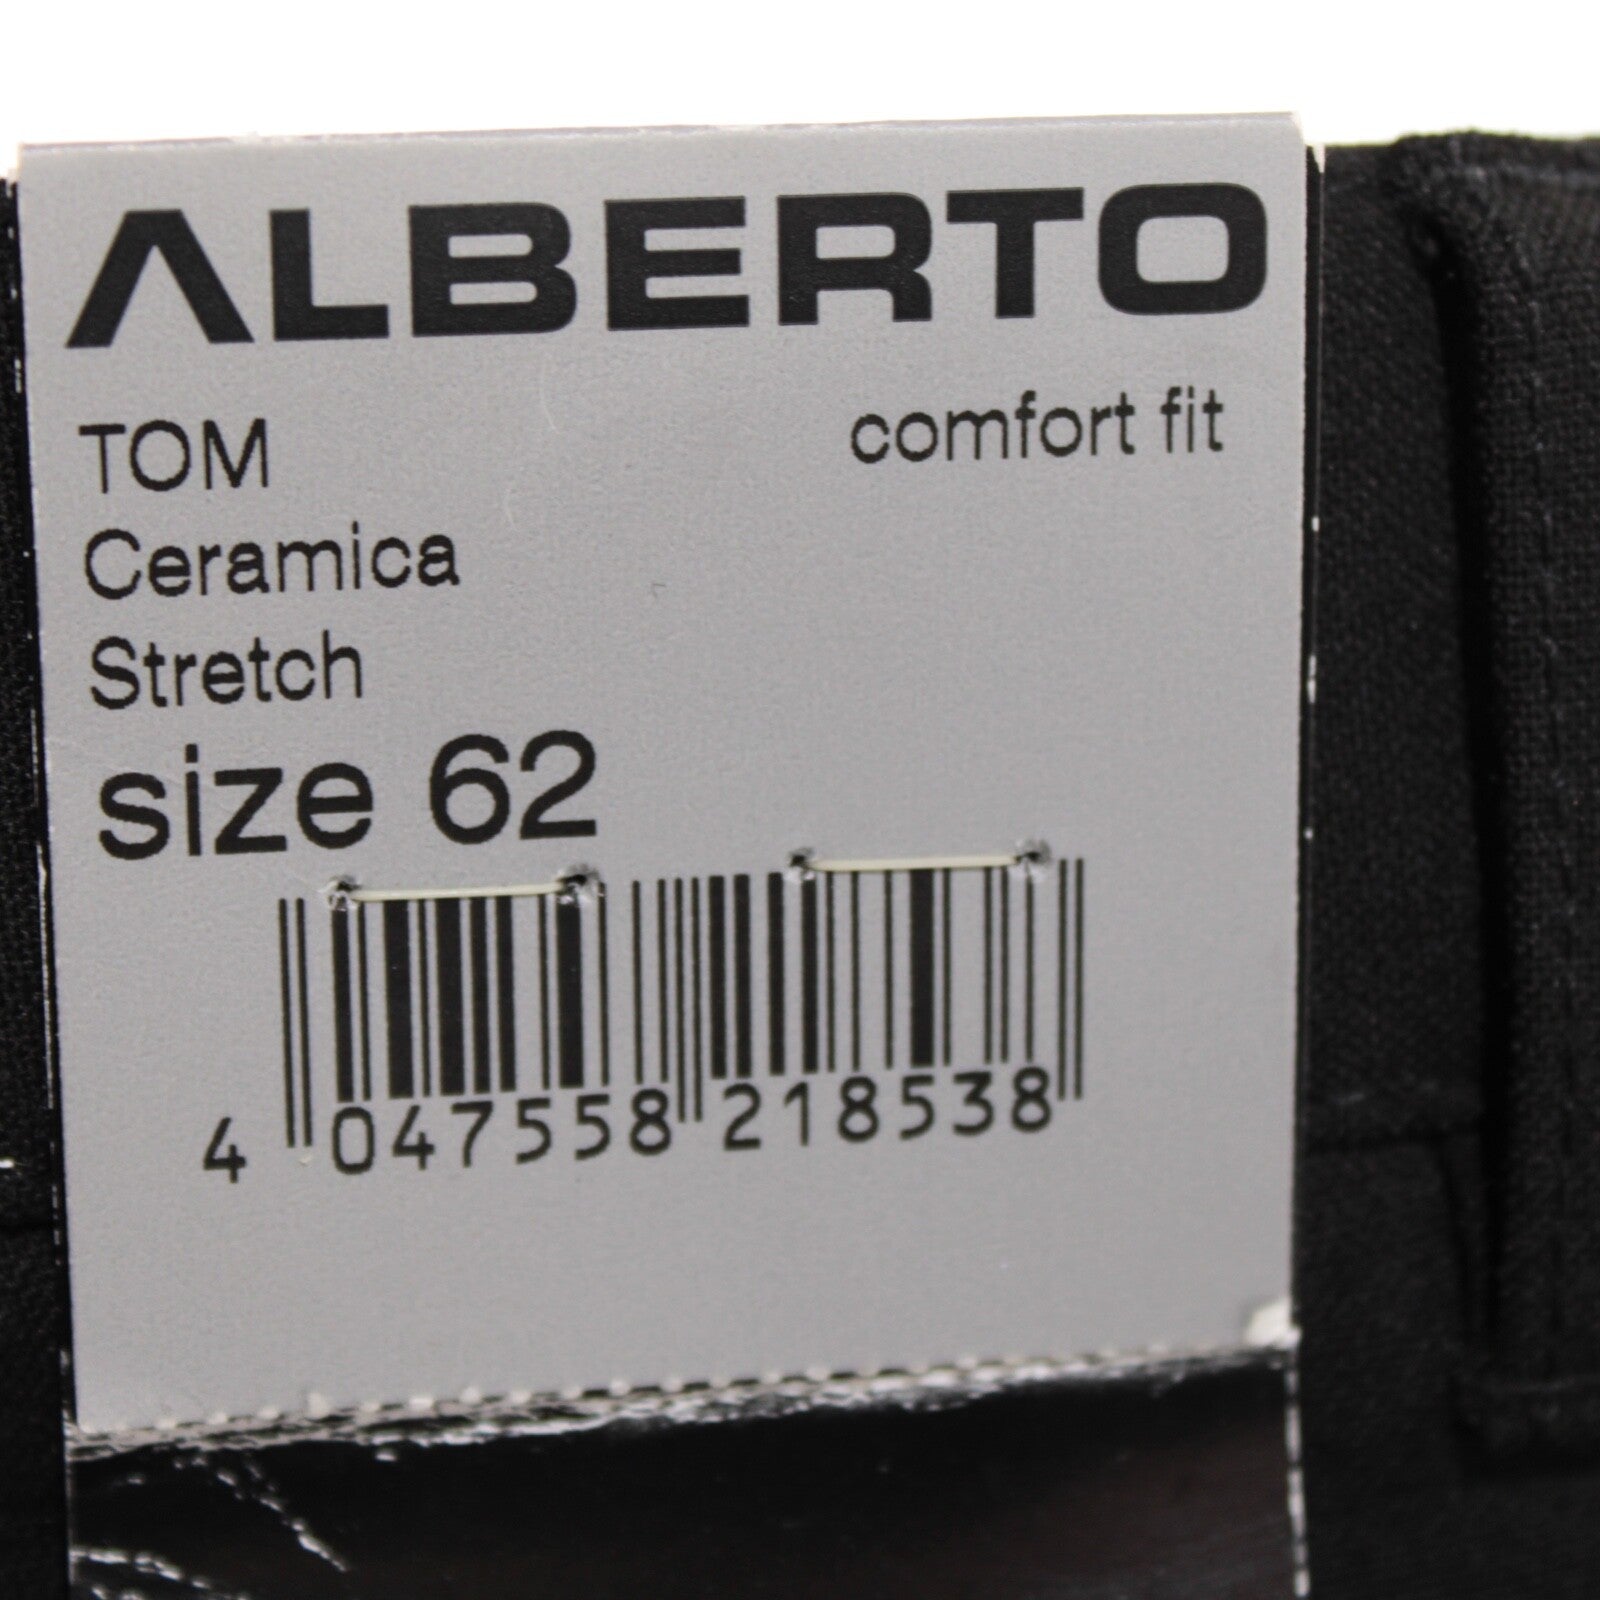 ALBERTO
TOM comfort fit
Ceramica
Stretch
size 62
4 047558 218538